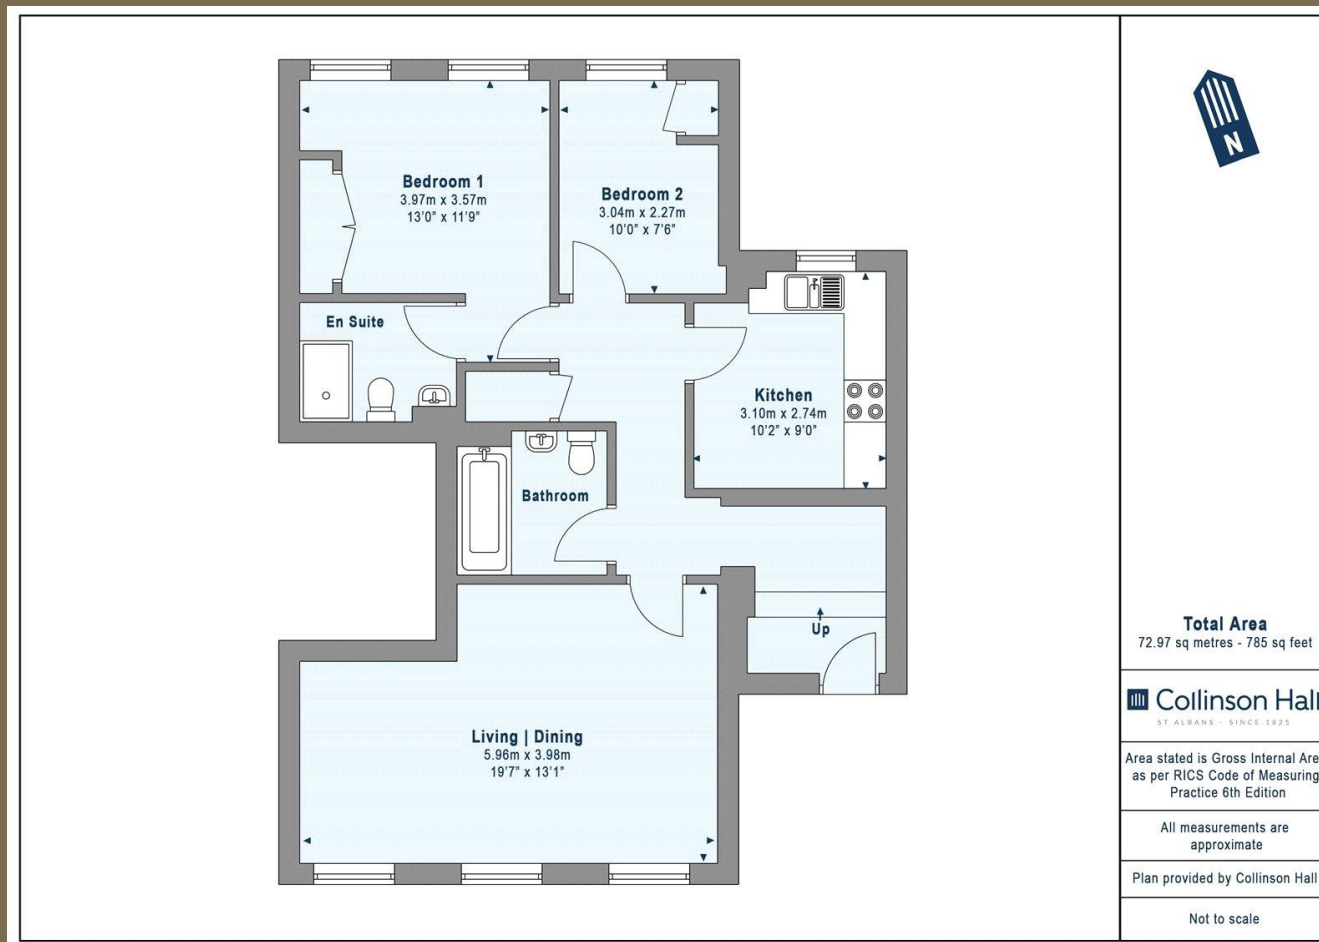 Bedroom 1
3.97m x 3.57m
13'0" x 11'9"
Bedroom 2
3.04m x 2.27m
10'0" x 7'6"
En Suite
Kitchen
3.10m x 2.74m
10'2" x 9'0"
Bathroom
Up
Living | Dining
5.96m x 3.98m
19'7" x 13'1"
N
Total Area
72.97 sq metres - 785 sq feet
Collinson Hall
ST ALBANS - SINCE 1825
Area stated is Gross Internal Are
as per RICS Code of Measuring
Practice 6th Edition
All measurements are
approximate
Plan provided by Collinson Hall
Not to scale